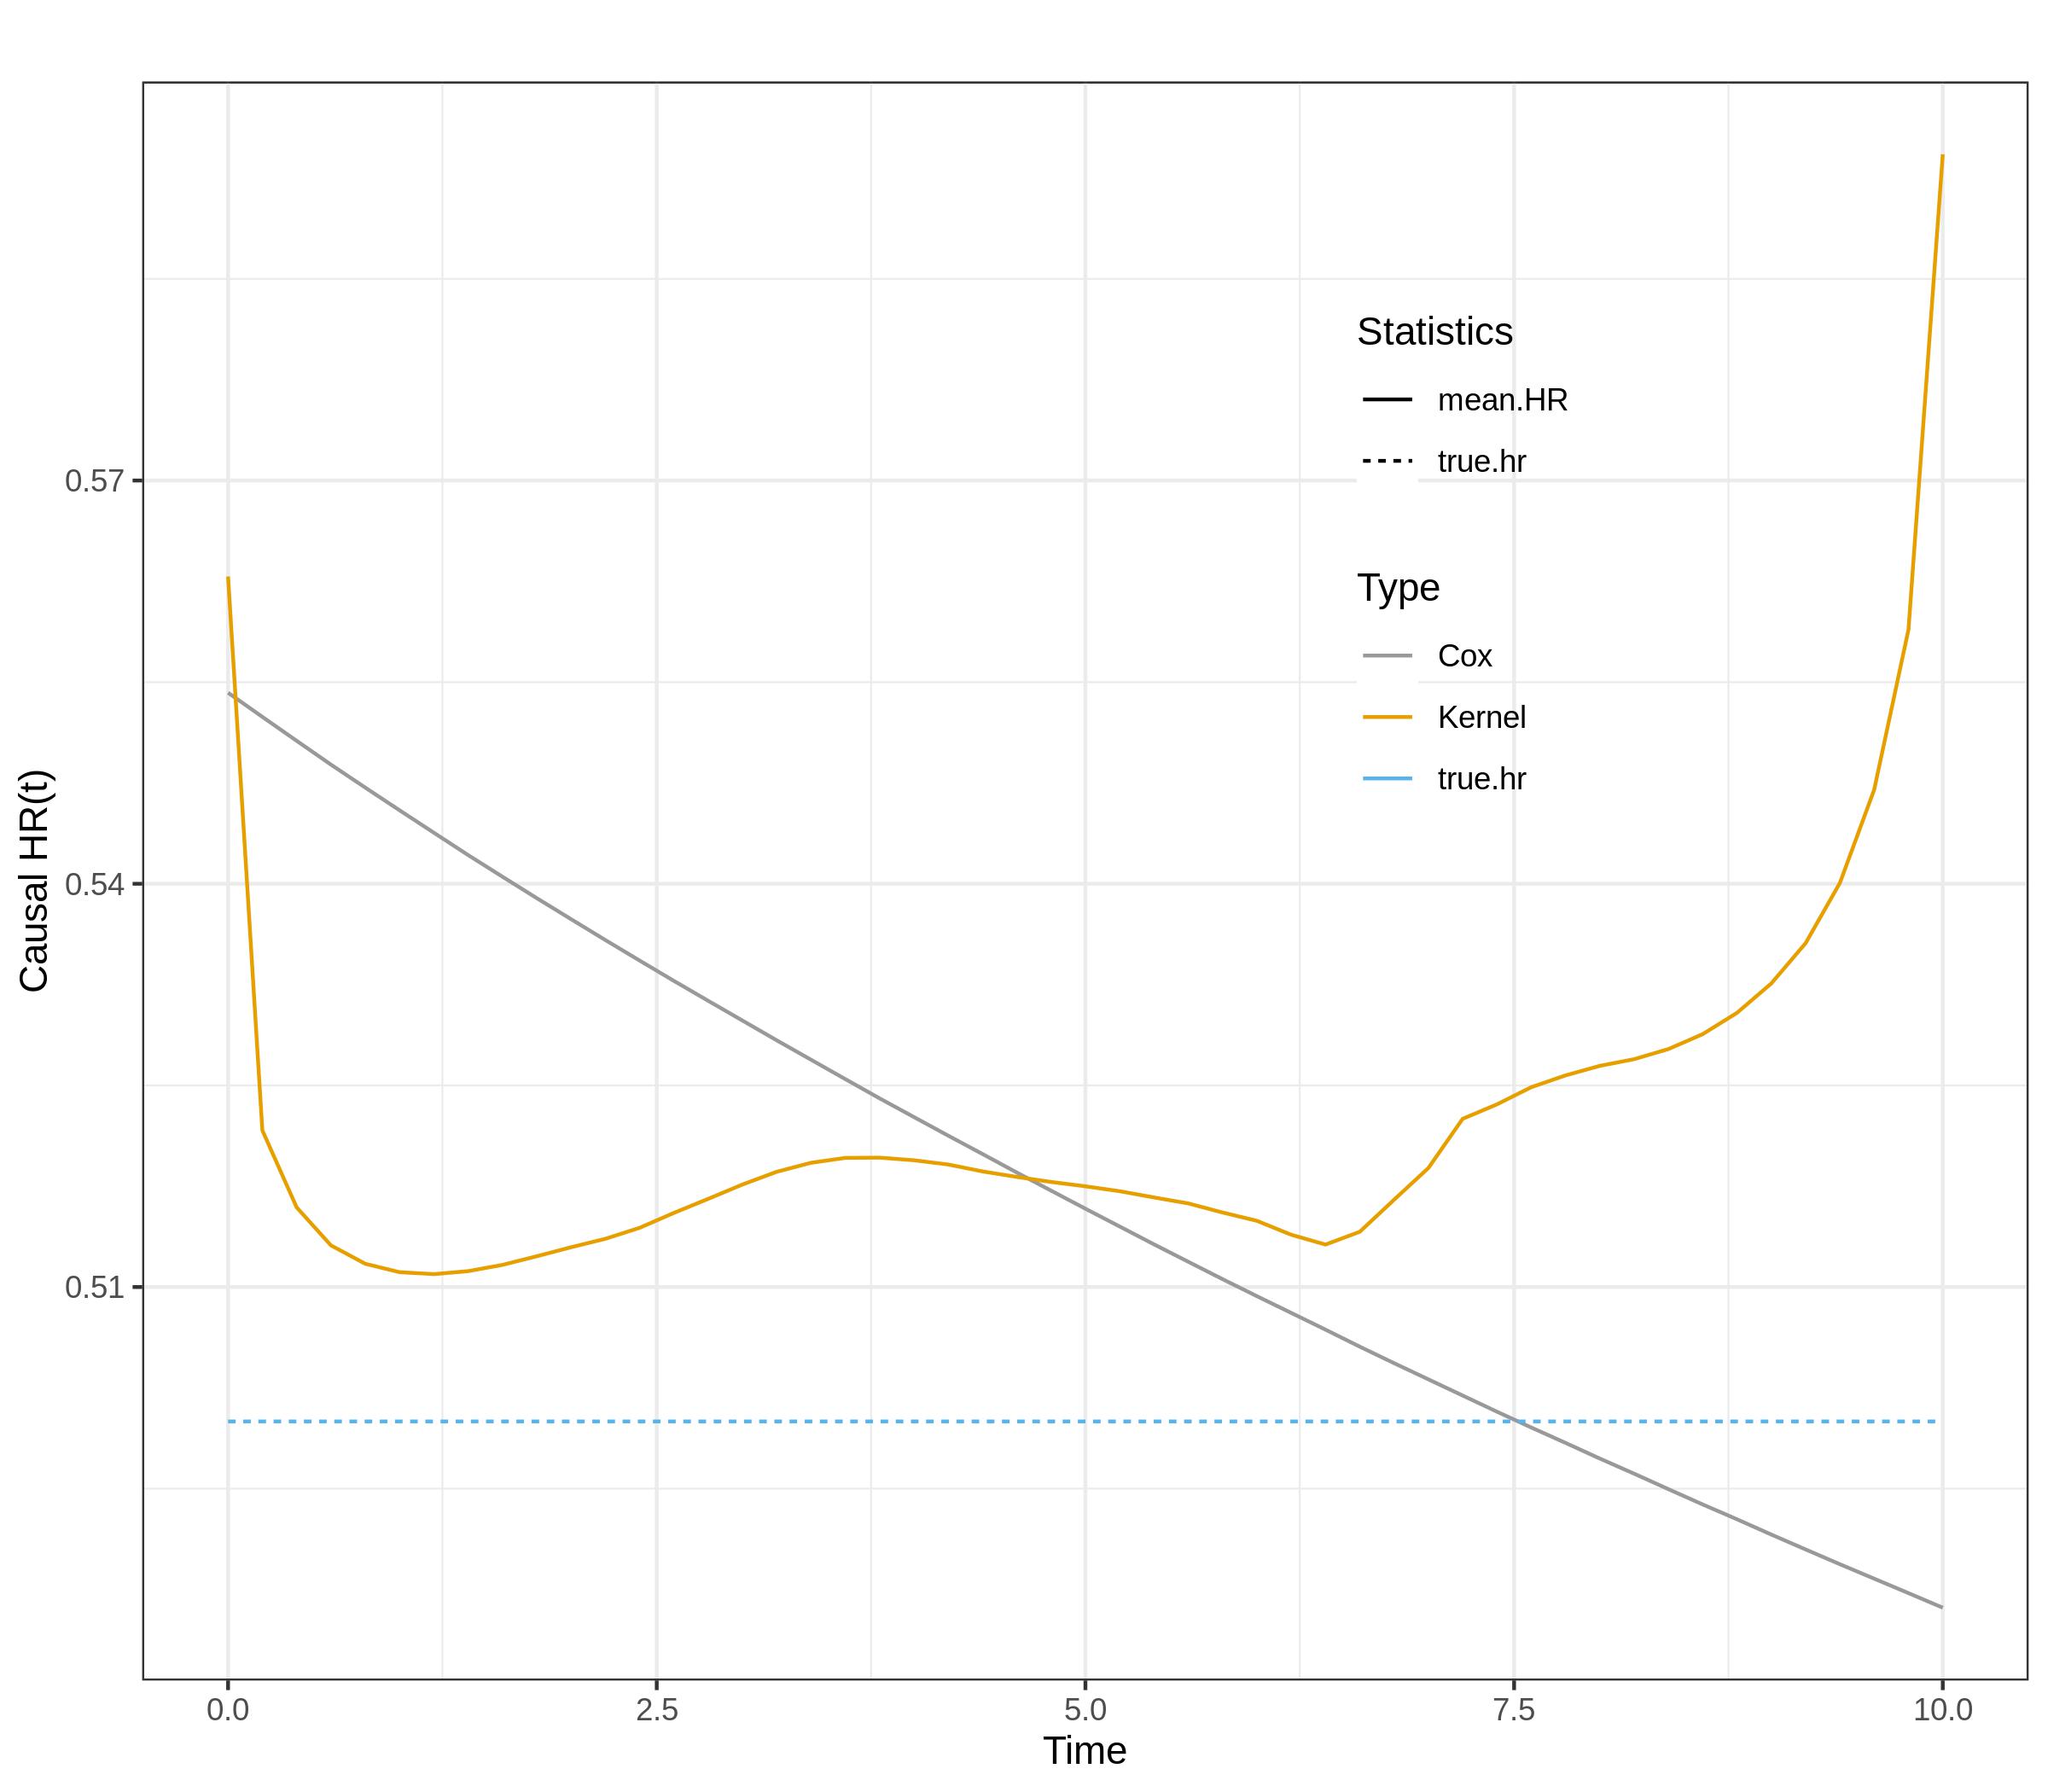 Statistics
mean.HR
true.hr
Type
Cox
Kernel
true.hr
Causal HR(t)
0.57
0.54
0.51
0.0 2.5 5.0 7.5 10.0
Time